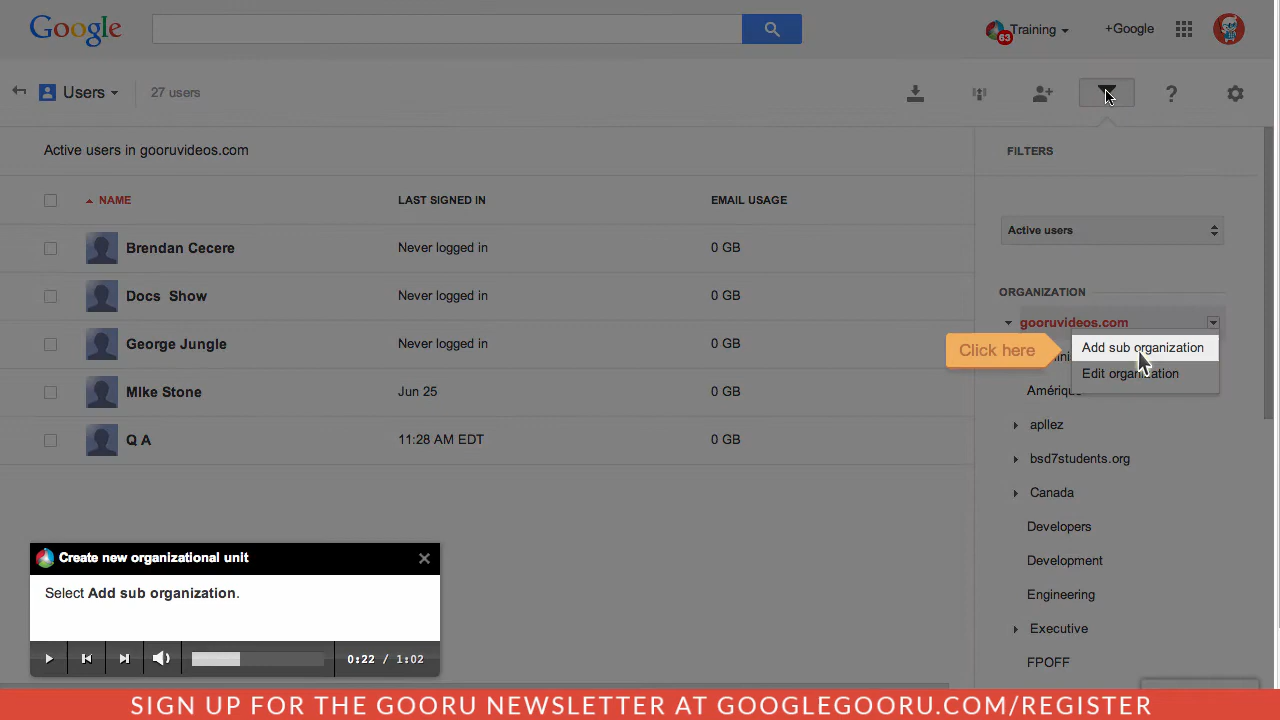 Google
63
Training
+Google
Users
27 users
?
Active users in gooruvideos.com
FILTERS
NAME
LAST SIGNED IN
EMAIL USAGE
Active users
Brendan Cecere
Never logged in
0 GB
Docs Show
Never logged in
0 GB
ORGANIZATION
gooruvideos.com
George Jungle
Never logged in
0 GB
Click here
Add sub organization
Edit organization
MIke Stone
Jun 25
0 GB
Amérique
apllez
Q A
11:28 AM EDT
0 GB
bsd7students.org
Canada
Developers
Development
Engineering
Executive
FPOFF
Create new organizational unit
Select Add sub organization.
0:22 / 1:02
SIGN UP FOR THE GOORU NEWSLETTER AT GOOGLEGOORU.COM/REGISTER